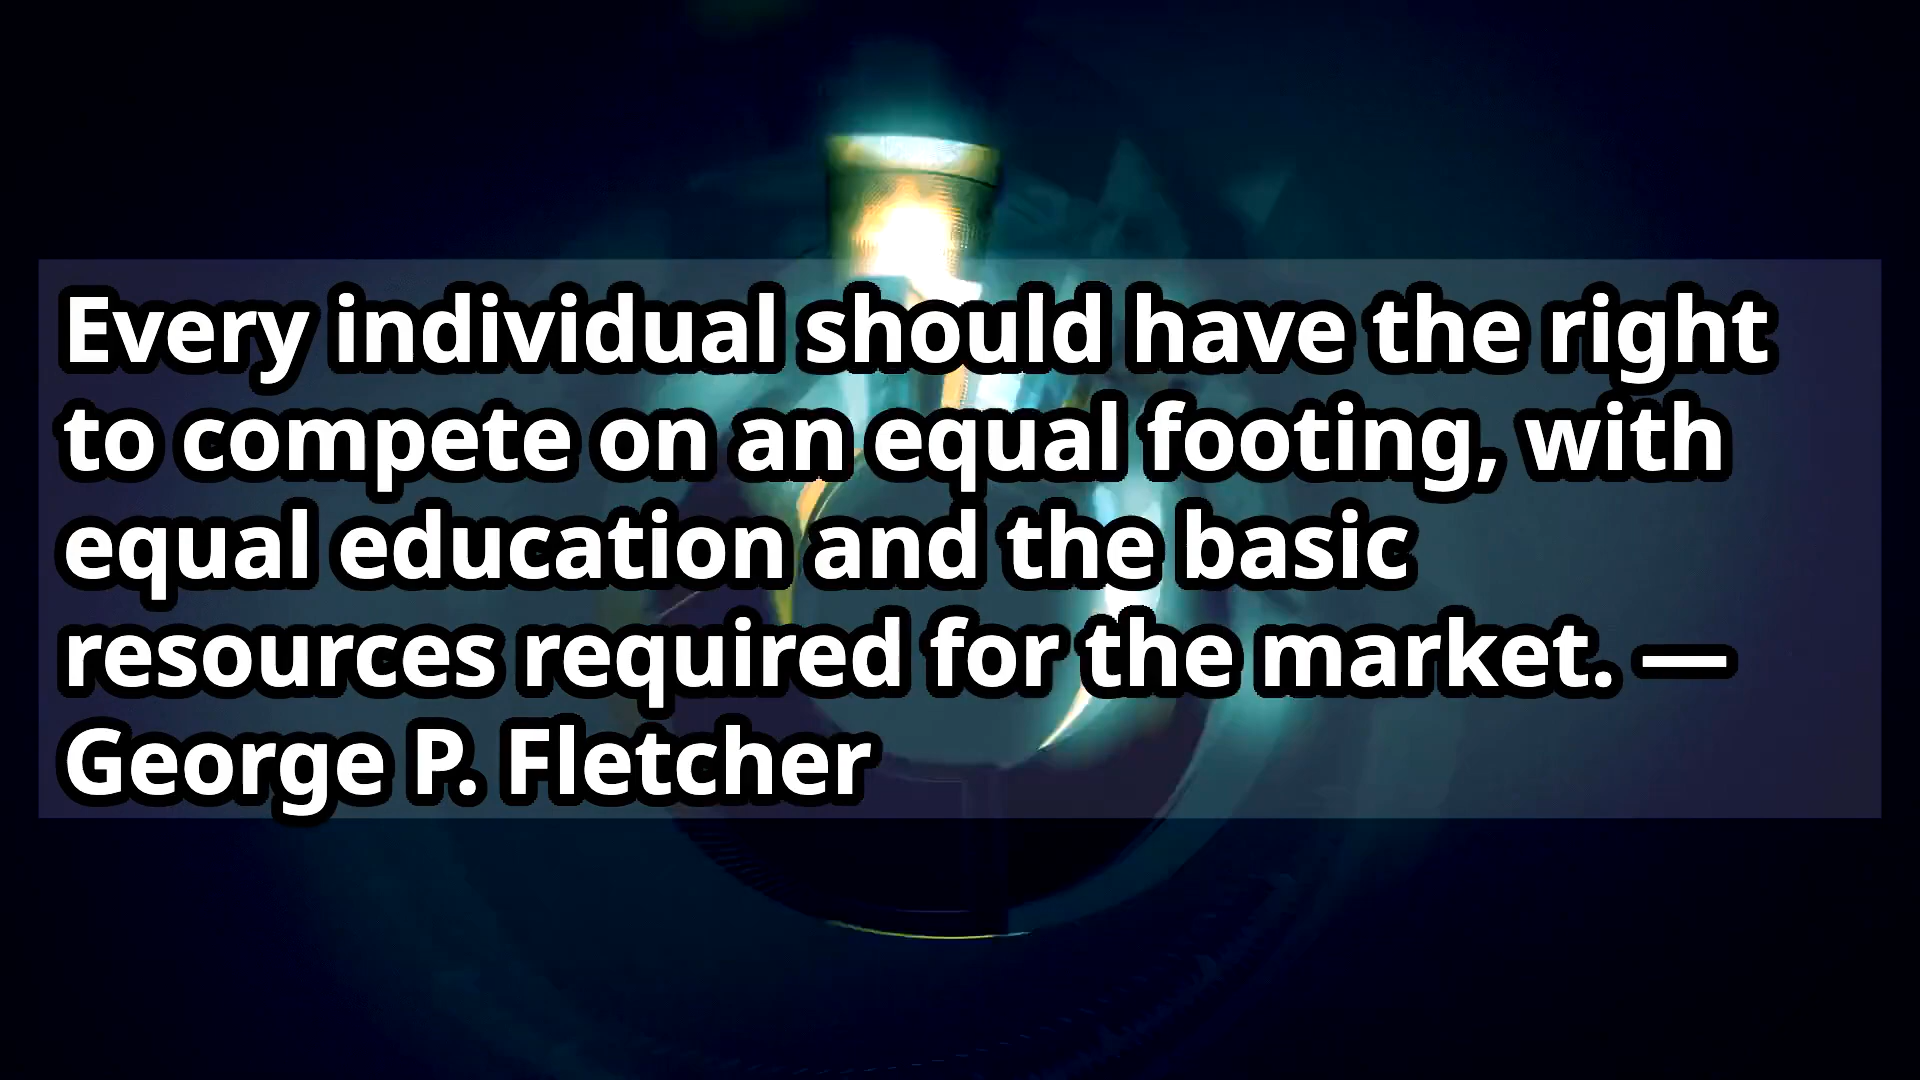 Every individual should have the right
to compete on an equal footing, with
equal education and the basic
resources required for the market. —
George P. Fletcher